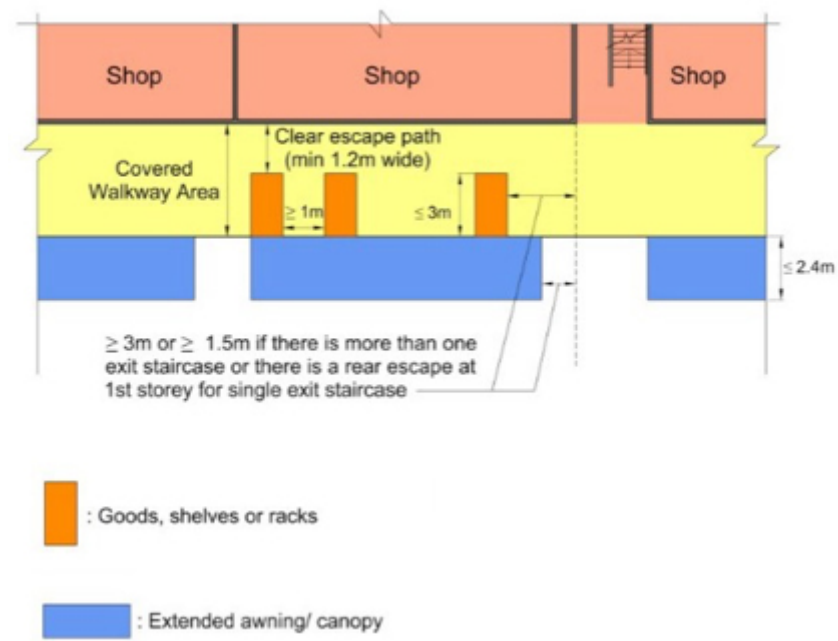 Shop
Shop
Shop
Clear escape path
(min 1.2m wide)
Covered
Walkway Area
≥ 1m
≤ 3m
≤ 2.4m
≥ 3m or ≥ 1.5m if there is more than one
exit staircase or there is a rear escape at
1st storey for single exit staircase
: Goods, shelves or racks
: Extended awning/ canopy